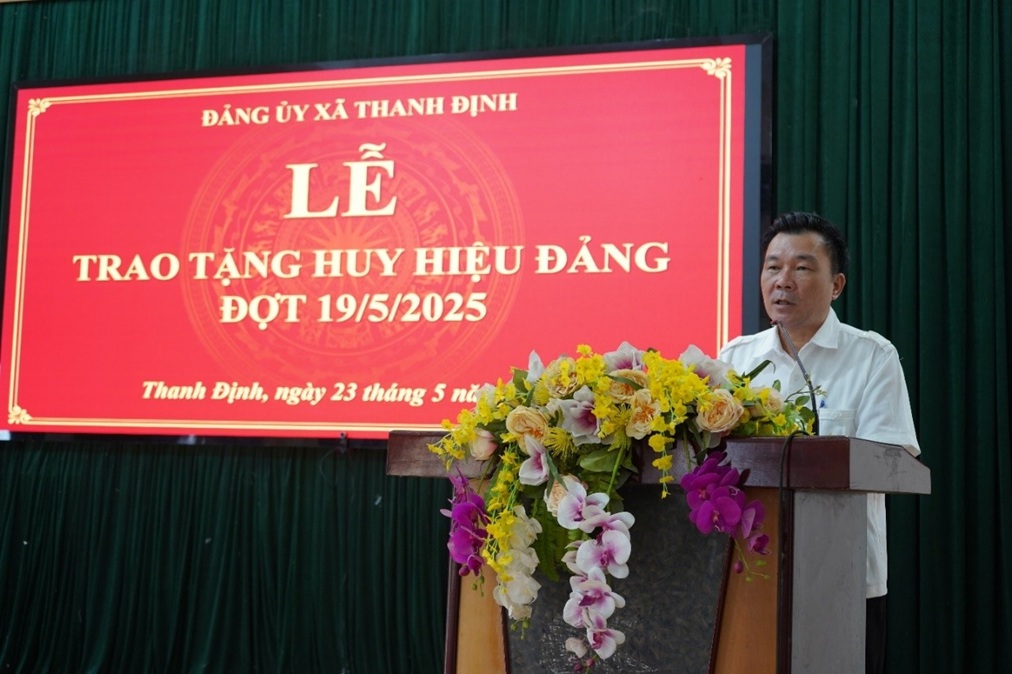 ĐẢNG ỦY XÃ THANH ĐỊNH
LỄ
TRAO TẶNG HUY HIỆU ĐẢNG
ĐỢT 19/5/2025
Thanh Định, ngày 23 tháng 5